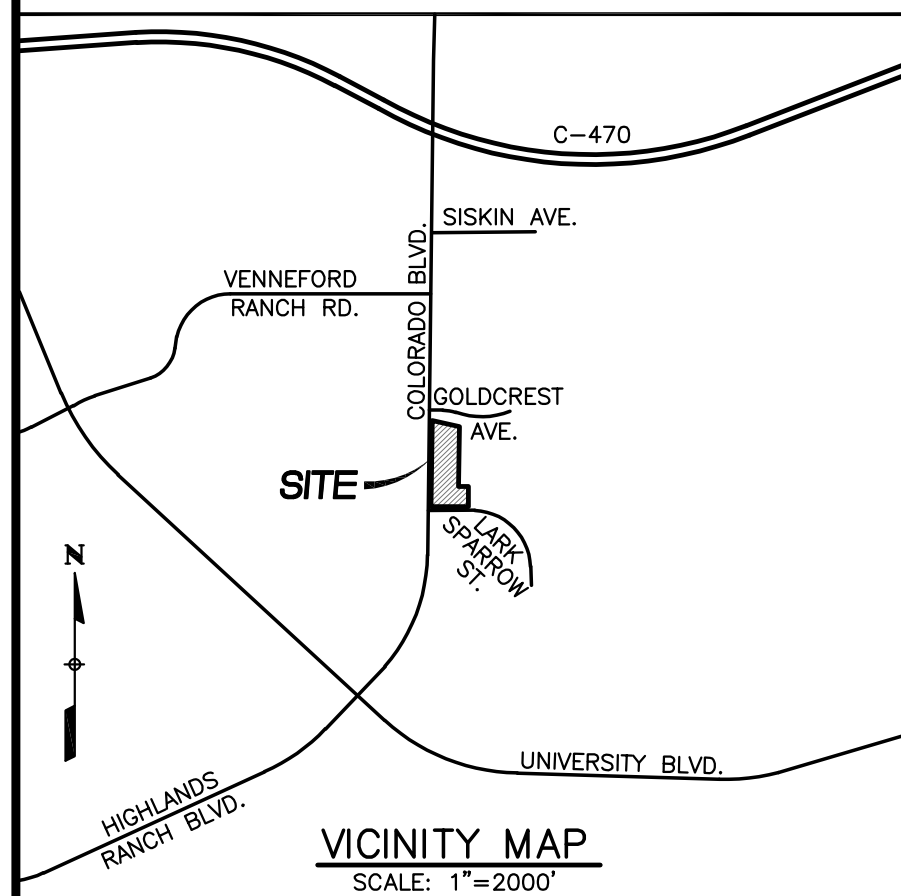 C-470
SISKIN AVE.
COLORADO BLVD.
VENNEFORD
RANCH RD.
GOLDCREST
AVE.
SITE
LARK
SPARROW
ST.
N
UNIVERSITY BLVD.
HIGHLANDS
RANCH BLVD.
VICINITY MAP
SCALE: 1"=2000'